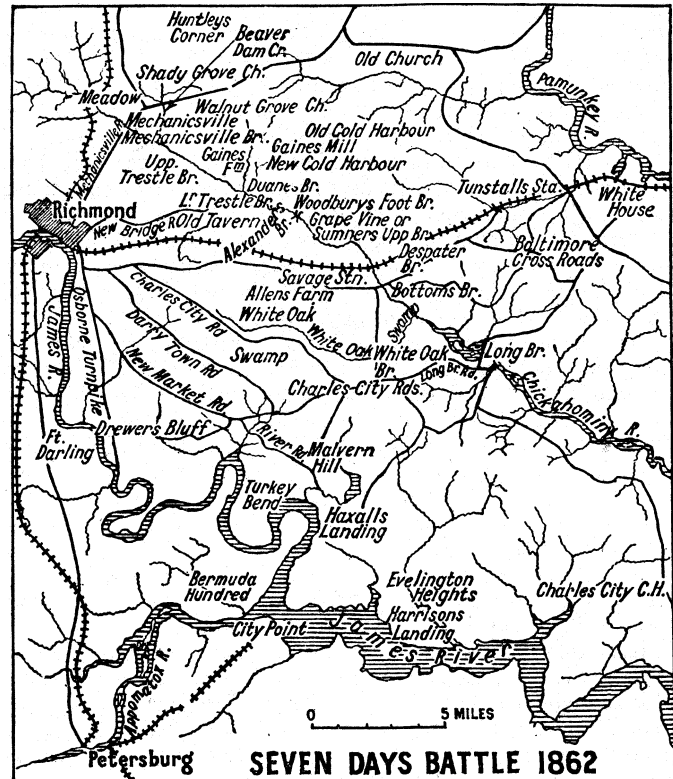 Huntleys
Corner
Beaver
Dam Cr.
Old Church
Shady Grove Ch.
Pamunkey R.
Meadow
Walnut Grove Ch.
Mechanicsville
Mechanicsville Br.
Old Cold Harbour
Gaines Mill
New Cold Harbour
Gaines
Fm
Upp.
Trestle Br.
Duane Br.
Tunstalls Sta.
White
House
Richmond
Lr. Trestle Br.
Woodburys Foot Br.
New Bridge R.
Old Tavern
Alexanders
Br.
Grape Vine or
Sumners Upp Br.
Despater
Br.
Baltimore
Cross Roads
Savage Stn.
Allens Farm
White Oak
Bottoms Br.
Charles City Rd
Darby Town Rd
New Market Rd
Osborne Turnpike
James R.
Swamp
White Oak
Swamp
White Oak
Br.
Long Br.
Long Br. Rd.
Charles City Rds.
Chickahominy
R.
Drewers Bluff
River Rd
Ft.
Darling
Malvern
Hill
Turkey
Bend
Haxalls
Landing
Bermuda
Hundred
Evelington
Heights
Charles City C.H.
City Point
Harrisons
Landing
James River
Appomatox R.
0 5 MILES
Petersburg
SEVEN DAYS BATTLE 1862